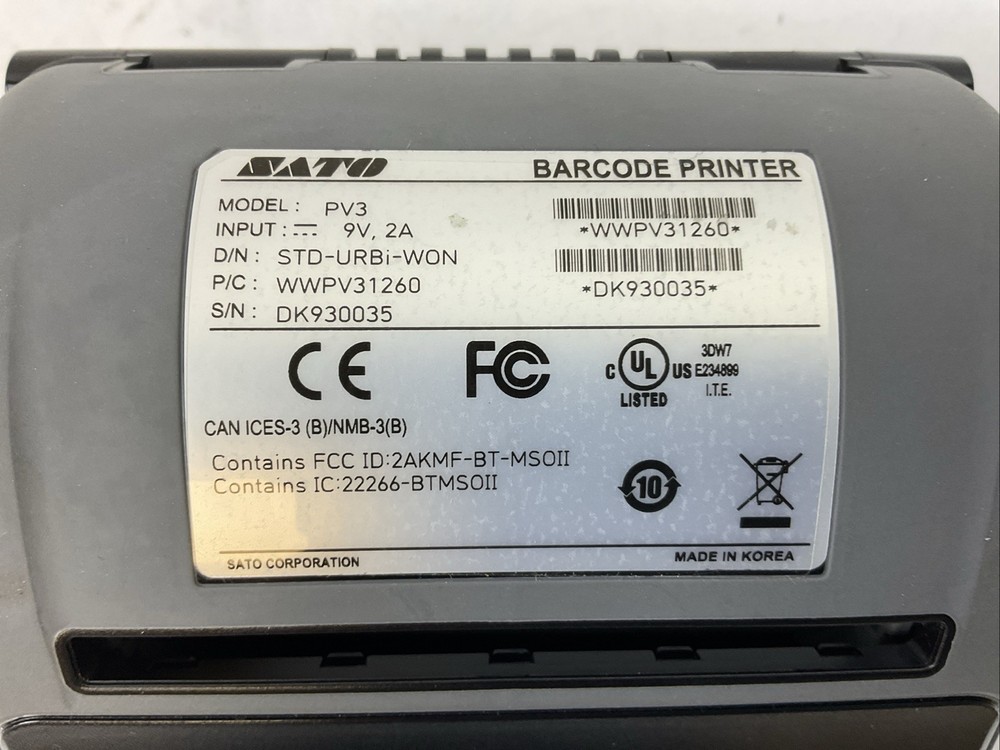 SATO BARCODE PRINTER
MODEL : PV3
INPUT : 9V, 2A
D/N : STD-URBi-WON
P/C : WWPV31260
S/N : DK930035
*WWPV31260*
*DK930035*
CE FC
C UL US LISTED
3DW7
E234899
I.T.E.
CAN ICES-3 (B)/NMB-3(B)
Contains FCC ID:2AKMF-BT-MSOII
Contains IC:22266-BTMSOII
10
SATO CORPORATION MADE IN KOREA